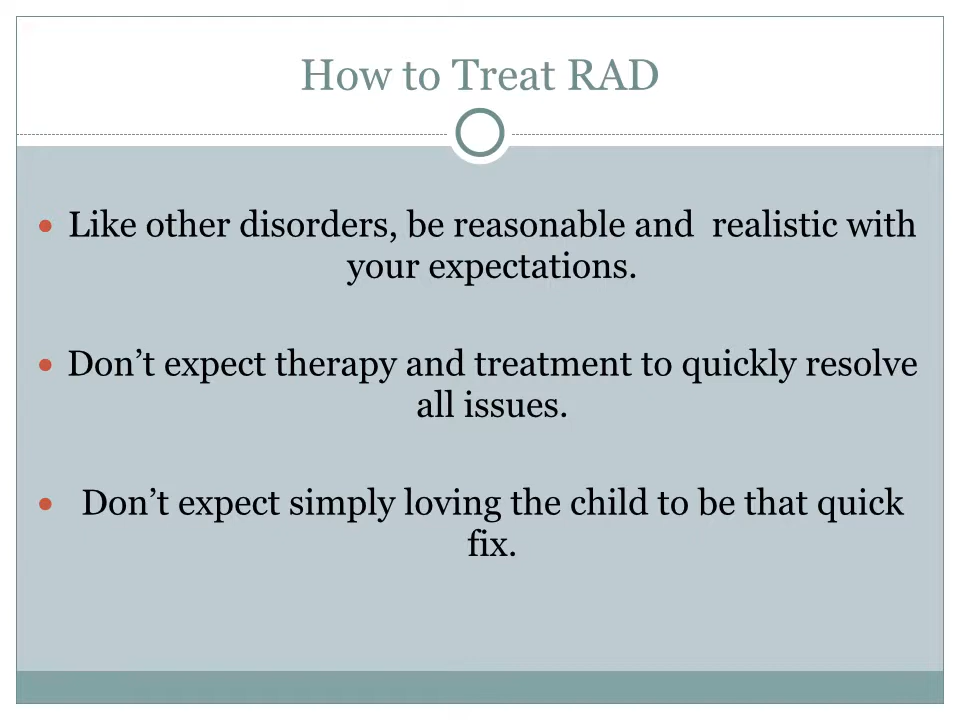 How to Treat RAD
Like other disorders, be reasonable and  realistic with
your expectations.
Don’t expect therapy and treatment to quickly resolve
all issues.
Don’t expect simply loving the child to be that quick
fix.